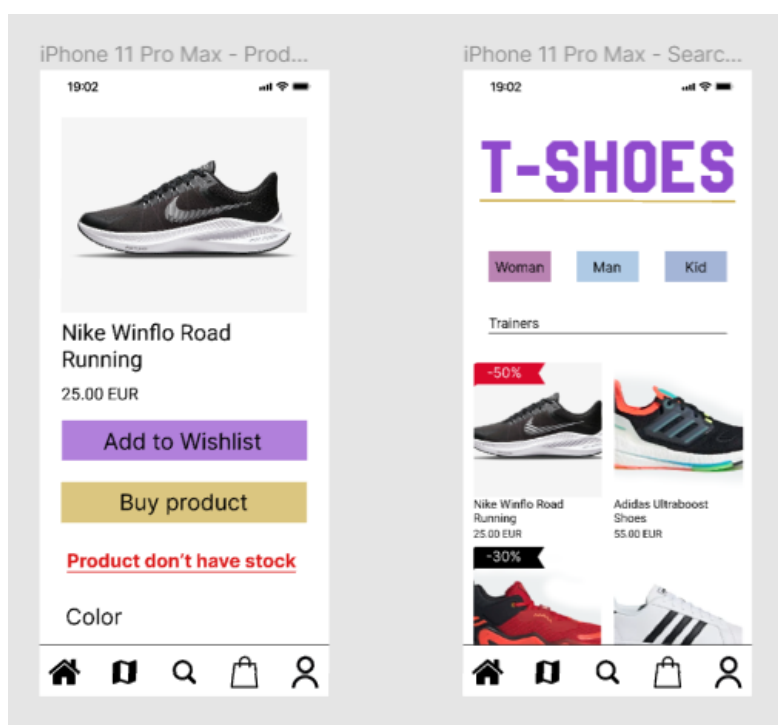 iPhone 11 Pro Max - Prod...
19:02
Nike Winflo Road
Running
25.00 EUR
Add to Wishlist
Buy product
Product don't have stock
Color
iPhone 11 Pro Max - Searc...
19:02
T-SHOES
Woman
Man
Kid
Trainers
-50%
Nike Winflo Road
Running
25.00 EUR
Adidas Ultraboost
Shoes
55.00 EUR
-30%